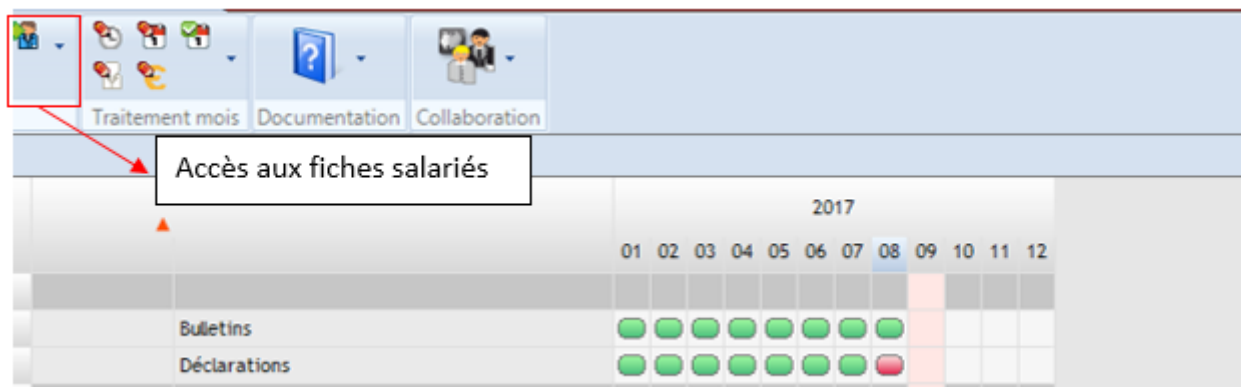 Traitement mois Documentation Collaboration
Accès aux fiches salariés
2017
01 02 03 04 05 06 07 08 09 10 11 12
Bulletins
Déclarations